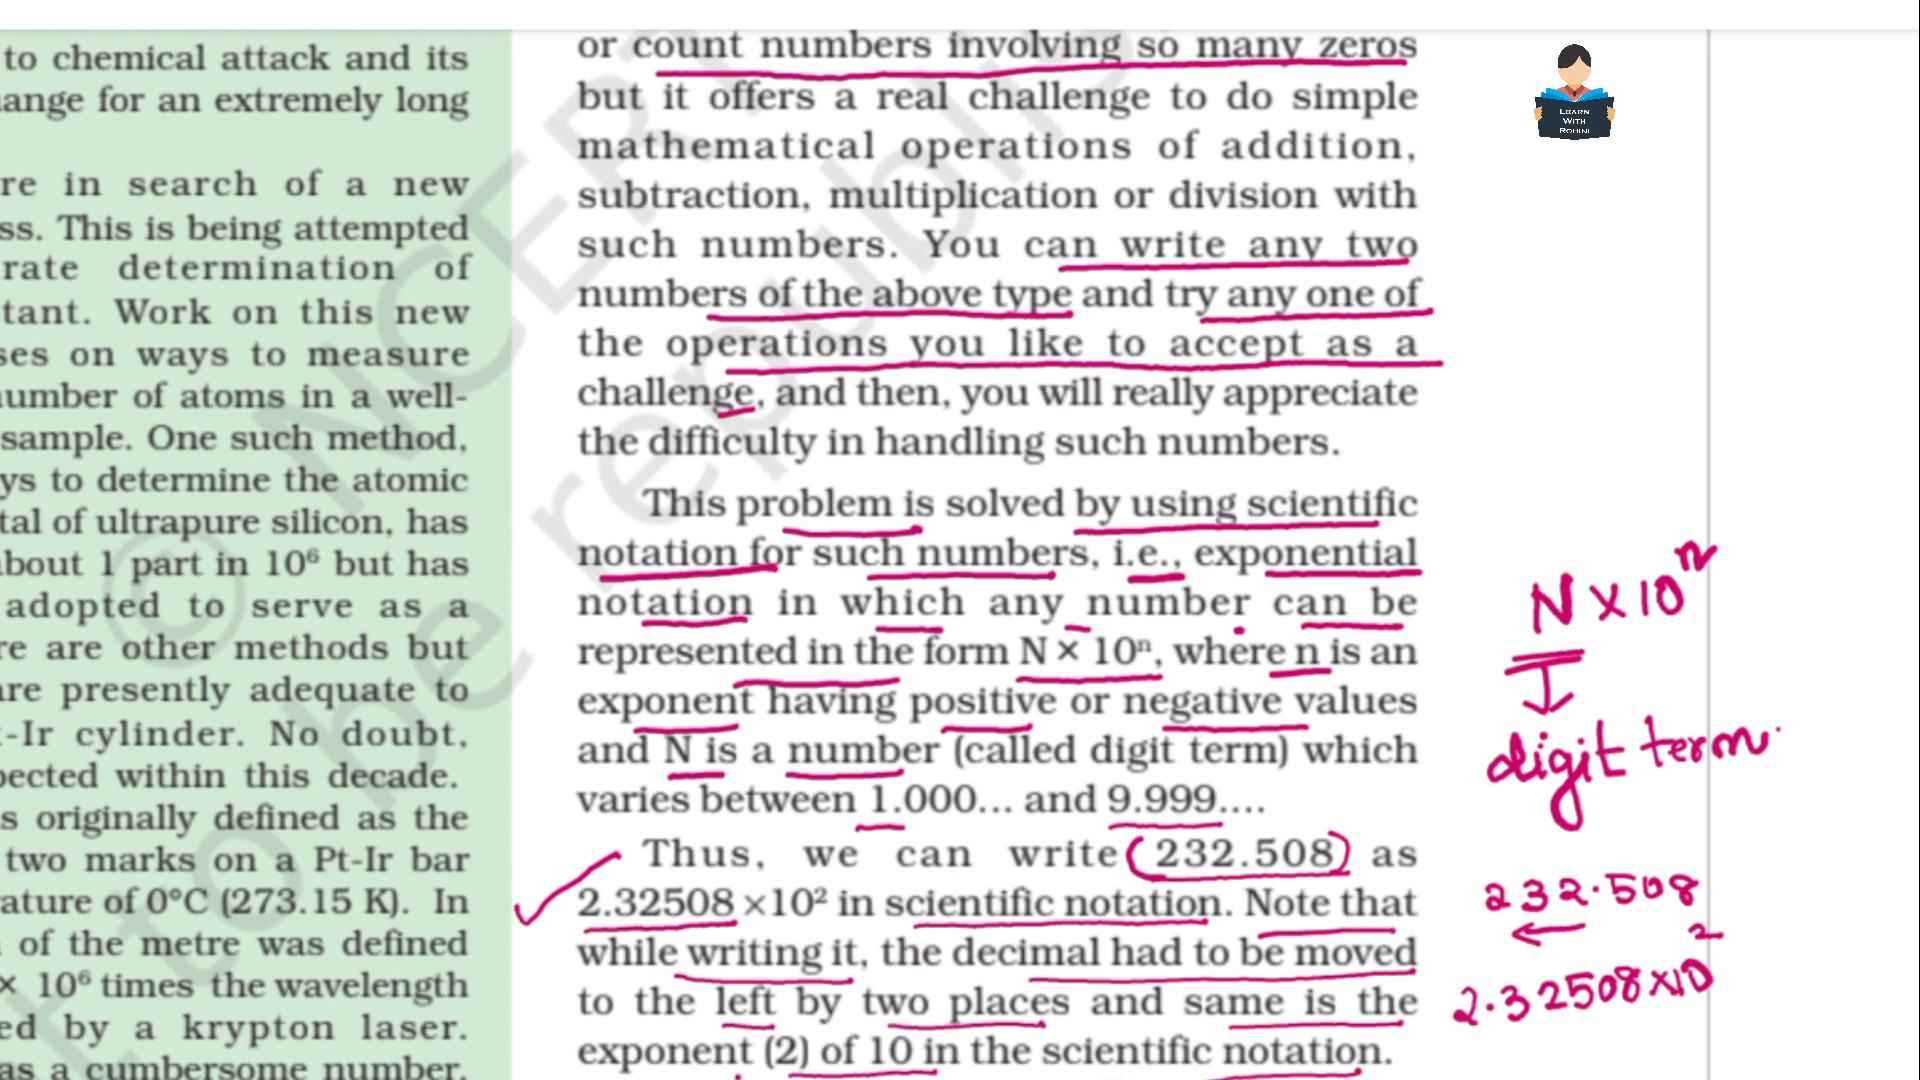 to chemical attack and its
ange for an extremely long
re in search of a new
ss. This is being attempted
rate determination of
tant. Work on this new
ses on ways to measure
umber of atoms in a well-
sample. One such method,
ys to determine the atomic
tal of ultrapure silicon, has
about 1 part in 10⁶ but has
adopted to serve as a
re are other methods but
are presently adequate to
t-Ir cylinder. No doubt,
pected within this decade.
s originally defined as the
two marks on a Pt-Ir bar
rature of 0°C (273.15 K). In
of the metre was defined
× 10⁶ times the wavelength
ed by a krypton laser.
as a cumbersome number,
or count numbers involving so many zeros
but it offers a real challenge to do simple
mathematical operations of addition,
subtraction, multiplication or division with
such numbers. You can write any two
numbers of the above type and try any one of
the operations you like to accept as a
challenge, and then, you will really appreciate
the difficulty in handling such numbers.
This problem is solved by using scientific
notation for such numbers, i.e., exponential
notation in which any number can be
represented in the form N × 10ⁿ, where n is an
exponent having positive or negative values
and N is a number (called digit term) which
varies between 1.000... and 9.999....
Thus, we can write 232.508 as
2.32508 ×10² in scientific notation. Note that
while writing it, the decimal had to be moved
to the left by two places and same is the
exponent (2) of 10 in the scientific notation.
LEARN
WITH
ROHINI
N×10ⁿ
digit term.
232.508
2.32508×10²
© NCERT
to be republis